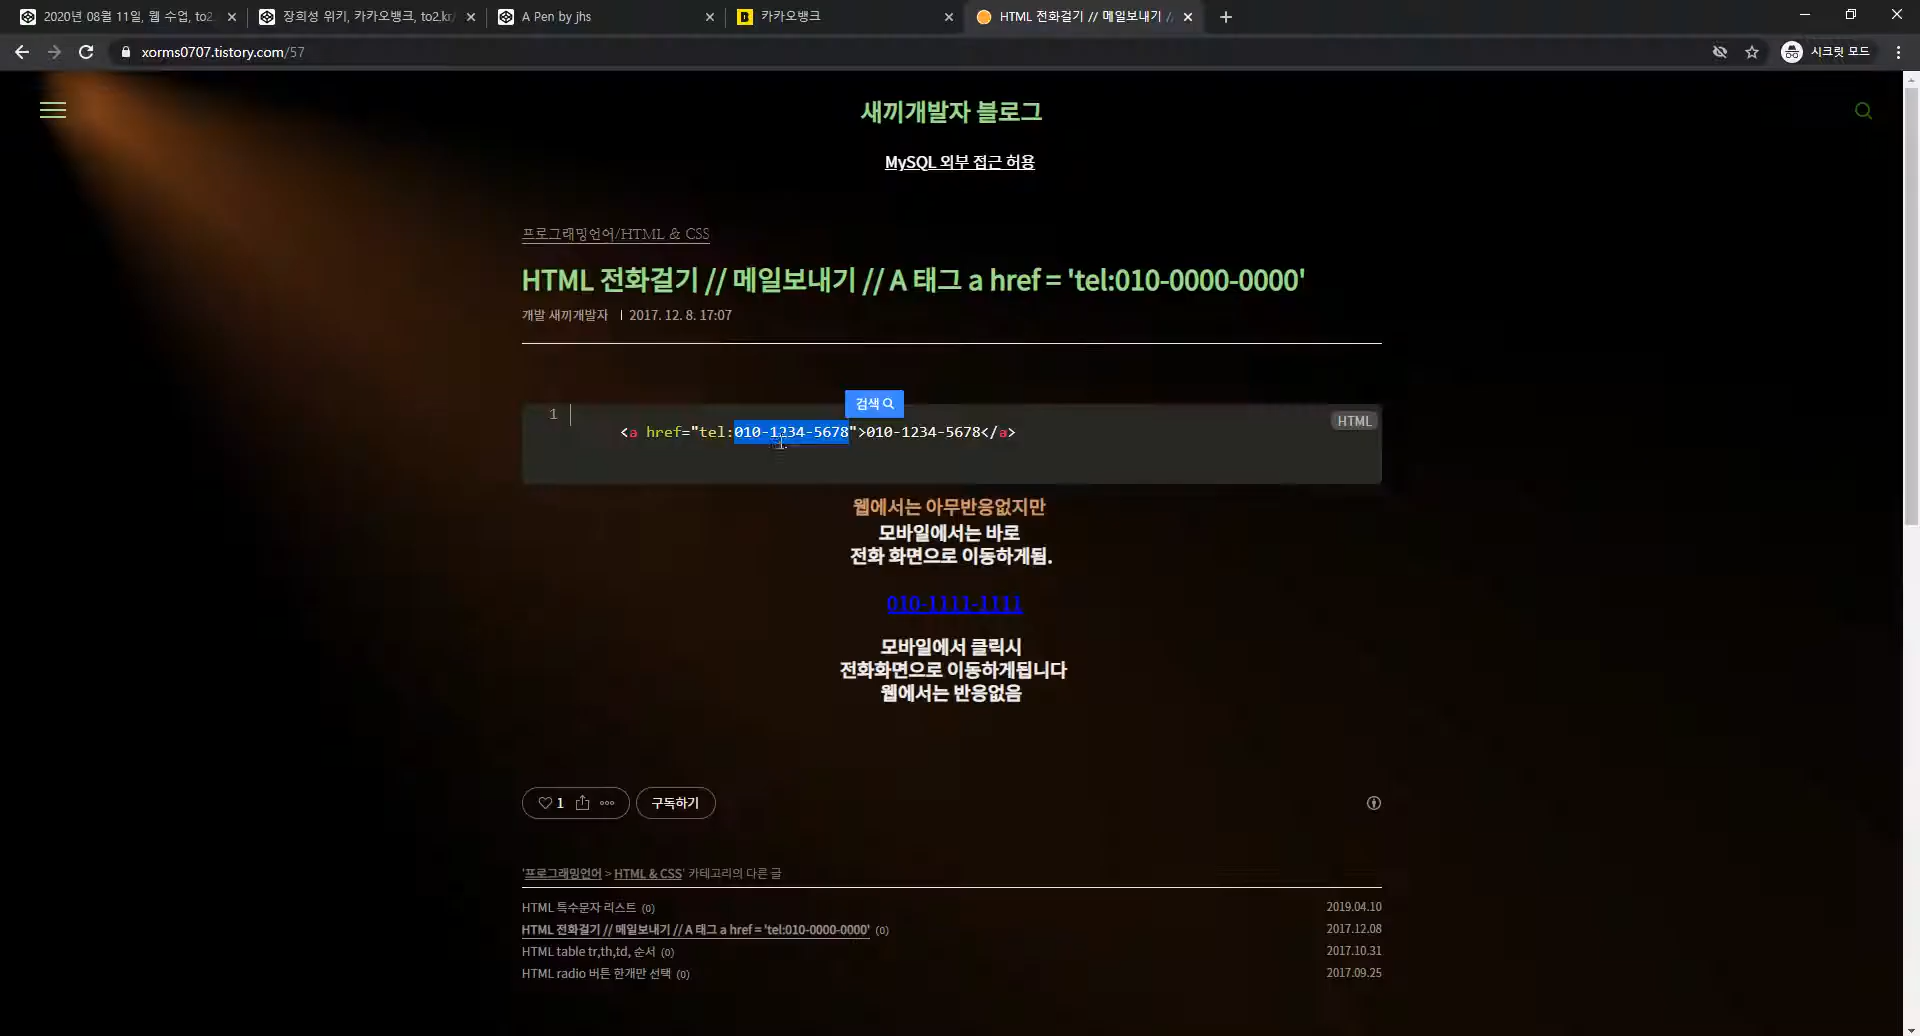 2020년 08월 11일, 웹 수업, to2.
장희성 위키, 카카오뱅크, to2.kr/
A Pen by jhs
카카오뱅크
HTML 전화걸기 // 메일보내기 //
xorms0707.tistory.com/57
시크릿 모드
새끼개발자 블로그
MySQL 외부 접근 허용
프로그래밍언어/HTML & CSS
HTML 전화걸기 // 메일보내기 // A 태그 a href = 'tel:010-0000-0000'
개발 새끼개발자 | 2017. 12. 8. 17:07
검색
1
HTML
<a href="tel:010-1234-5678">010-1234-5678</a>
웹에서는 아무반응없지만
모바일에서는 바로
전화 화면으로 이동하게됨.
010-1111-1111
모바일에서 클릭시
전화화면으로 이동하게됩니다
웹에서는 반응없음
1
구독하기
'프로그래밍언어 > HTML & CSS' 카테고리의 다른 글
HTML 특수문자 리스트 (0) 2019.04.10
HTML 전화걸기 // 메일보내기 // A 태그 a href = 'tel:010-0000-0000' (0) 2017.12.08
HTML table tr,th,td, 순서 (0) 2017.10.31
HTML radio 버튼 한개만 선택 (0) 2017.09.25